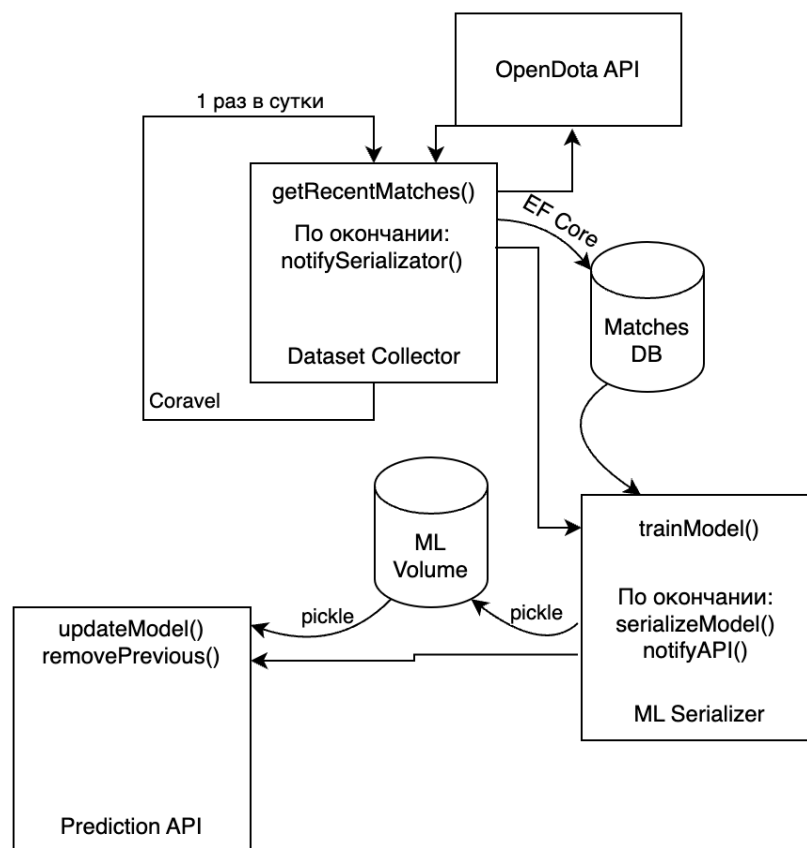 OpenDota API
1 раз в сутки
getRecentMatches()
По окончании:
notifySerializator()
Dataset Collector
EF Core
Matches
DB
Coravel
ML
Volume
trainModel()
По окончании:
serializeModel()
notifyAPI()
ML Serializer
pickle
pickle
updateModel()
removePrevious()
Prediction API